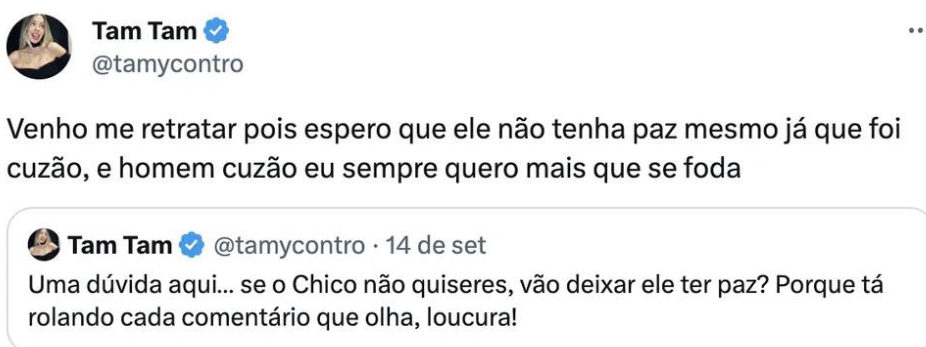 Tam Tam
@tamycontro
Venho me retratar pois espero que ele não tenha paz mesmo já que foi
cuzão, e homem cuzão eu sempre quero mais que se foda
Tam Tam @tamycontro · 14 de set
Uma dúvida aqui... se o Chico não quiseres, vão deixar ele ter paz? Porque tá
rolando cada comentário que olha, loucura!